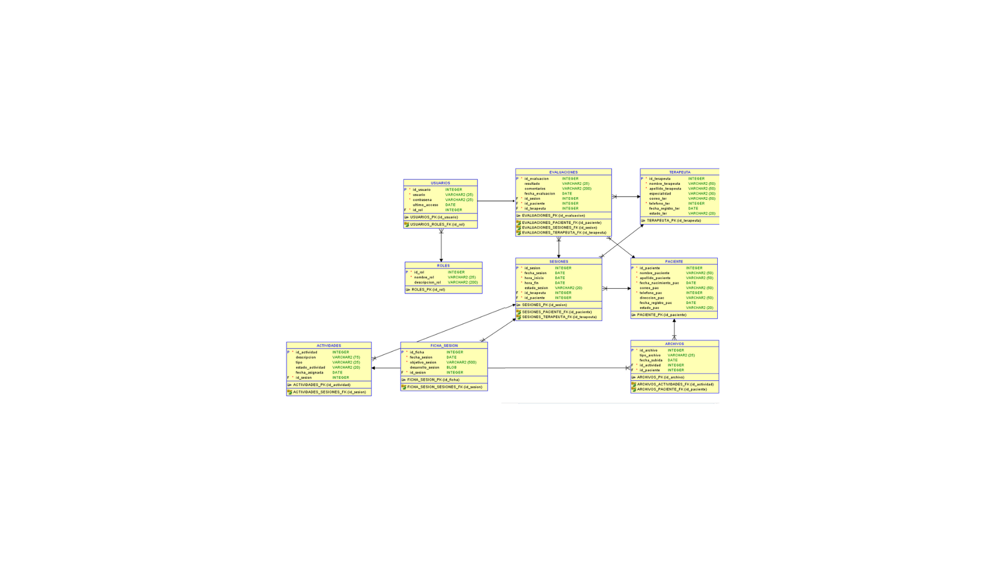 USUARIOS
P * id_usuario INTEGER
* usuario VARCHAR2 (25)
* contrasena VARCHAR2 (25)
ultimo_acceso DATE
F * id_rol INTEGER
USUARIOS_PK (id_usuario)
USUARIOS_ROLES_FK (id_rol)
EVALUACIONES
P * id_evaluacion INTEGER
resultado VARCHAR2 (25)
comentarios VARCHAR2 (200)
fecha_evaluacion DATE
F * id_sesion INTEGER
F * id_paciente INTEGER
F * id_terapeuta INTEGER
EVALUACIONES_PK (id_evaluacion)
EVALUACIONES_PACIENTE_FK (id_paciente)
EVALUACIONES_SESIONES_FK (id_sesion)
EVALUACIONES_TERAPEUTA_FK (id_terapeuta)
TERAPEUTA
P * id_terapeuta INTEGER
* nombre_terapeuta VARCHAR2 (50)
* apellido_terapeuta VARCHAR2 (50)
especialidad VARCHAR2 (30)
correo_ter VARCHAR2 (50)
* telefono_ter INTEGER
fecha_registro_ter DATE
estado_ter VARCHAR2 (20)
TERAPEUTA_PK (id_terapeuta)
ROLES
P * id_rol INTEGER
* nombre_rol VARCHAR2 (25)
descripcion_rol VARCHAR2 (200)
ROLES_PK (id_rol)
SESIONES
P * id_sesion INTEGER
* fecha_sesion DATE
* hora_inicio DATE
* hora_fin DATE
estado_sesion VARCHAR2 (20)
F * id_terapeuta INTEGER
F * id_paciente INTEGER
SESIONES_PK (id_sesion)
SESIONES_PACIENTE_FK (id_paciente)
SESIONES_TERAPEUTA_FK (id_terapeuta)
PACIENTE
P * id_paciente INTEGER
* nombre_paciente VARCHAR2 (50)
* apellido_paciente VARCHAR2 (50)
* fecha_nacimiento_pac DATE
correo_pac VARCHAR2 (50)
* telefono_pac INTEGER
direccion_pac VARCHAR2 (50)
fecha_registro_pac DATE
estado_pac VARCHAR2 (20)
PACIENTE_PK (id_paciente)
ACTIVIDADES
P * id_actividad INTEGER
descripcion VARCHAR2 (75)
tipo VARCHAR2 (25)
estado_actividad VARCHAR2 (20)
fecha_asignada DATE
F * id_sesion INTEGER
ACTIVIDADES_PK (id_actividad)
ACTIVIDADES_SESIONES_FK (id_sesion)
FICHA_SESION
P * id_ficha INTEGER
* fecha_sesion DATE
* objetivo_sesion VARCHAR2 (500)
desarrollo_sesion BLOB
F * id_sesion INTEGER
FICHA_SESION_PK (id_ficha)
FICHA_SESION_SESIONES_FK (id_sesion)
ARCHIVOS
P * id_archivo INTEGER
tipo_archivo VARCHAR2 (25)
fecha_subida DATE
F * id_actividad INTEGER
F * id_paciente INTEGER
ARCHIVOS_PK (id_archivo)
ARCHIVOS_ACTIVIDADES_FK (id_actividad)
ARCHIVOS_PACIENTE_FK (id_paciente)